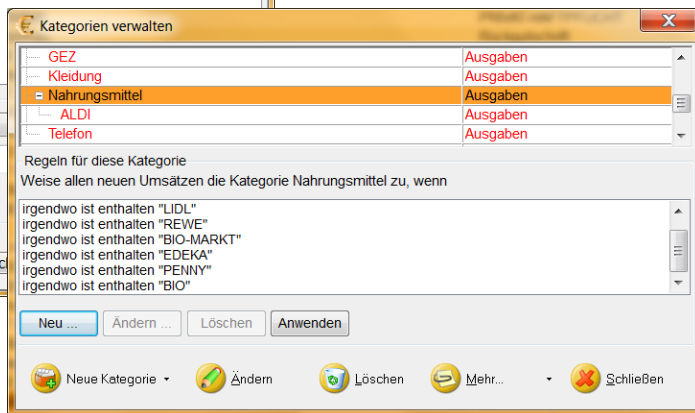 Kategorien verwalten
GEZ Ausgaben
Kleidung Ausgaben
Nahrungsmittel Ausgaben
ALDI Ausgaben
Telefon Ausgaben
Regeln für diese Kategorie
Weise allen neuen Umsätzen die Kategorie Nahrungsmittel zu, wenn
irgendwo ist enthalten "LIDL"
irgendwo ist enthalten "REWE"
irgendwo ist enthalten "BIO-MARKT"
irgendwo ist enthalten "EDEKA"
irgendwo ist enthalten "PENNY"
irgendwo ist enthalten "BIO"
Neu ... Ändern ... Löschen Anwenden
Neue Kategorie Ändern Löschen Mehr... Schließen